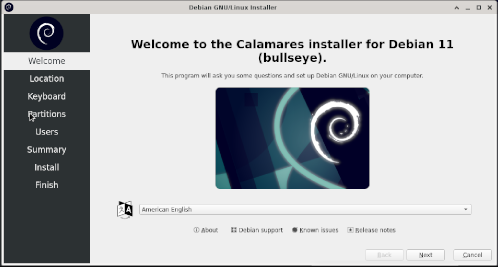 Debian GNU/Linux Installer
Welcome
Location
Keyboard
Partitions
Users
Summary
Install
Finish
Welcome to the Calamares installer for Debian 11
(bullseye).
This program will ask you some questions and set up Debian GNU/Linux on your computer.
American English
About Debian support Known issues Release notes
Back Next Cancel